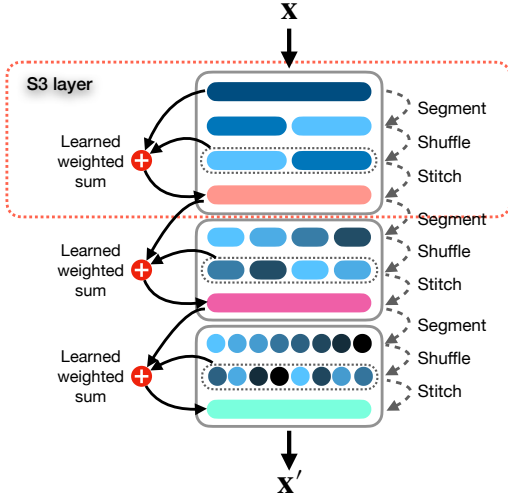 x
S3 layer
Segment
Shuffle
Stitch
Learned
weighted
sum
Segment
Shuffle
Stitch
Learned
weighted
sum
Segment
Shuffle
Stitch
Learned
weighted
sum
x′